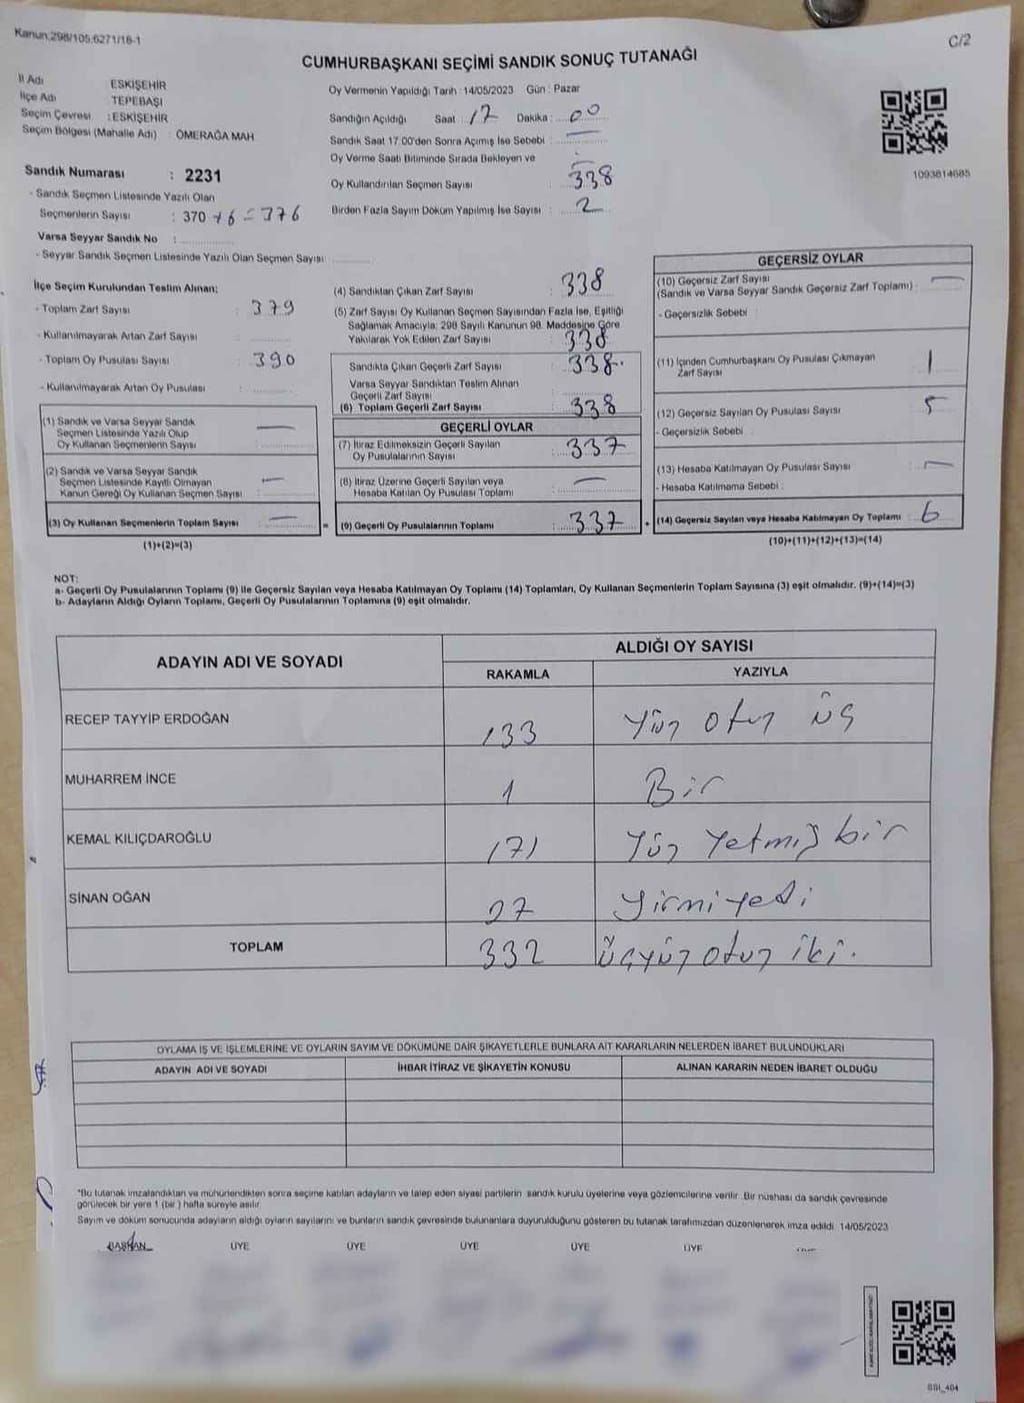 Kanun:298/105,6271/16-1
C/2
CUMHURBAŞKANI SEÇİMİ SANDIK SONUÇ TUTANAĞI
İl Adı ESKİŞEHİR
İlçe Adı TEPEBAŞI
Seçim Çevresi : ESKİŞEHİR
Seçim Bölgesi (Mahalle Adı) : ÖMERAĞA MAH
Sandık Numarası : 2231
- Sandık Seçmen Listesinde Yazılı Olan
Seçmenlerin Sayısı : 370 +6 = 376
Varsa Seyyar Sandık No :
- Seyyar Sandık Seçmen Listesinde Yazılı Olan Seçmen Sayısı
Oy Vermenin Yapıldığı Tarih :14/05/2023 Gün : Pazar
Sandığın Açıldığı Saat : 17 Dakika : 00
Sandık Saat 17:00'den Sonra Açımış İse Sebebi : —
Oy Verme Saati Bitiminde Sırada Bekleyen ve
Oy Kullandırılan Seçmen Sayısı : 338
Birden Fazla Sayım Döküm Yapılmış İse Sayısı : 2
1093814685
İlçe Seçim Kurulundan Teslim Alınan:
- Toplam Zarf Sayısı : 379
- Kullanılmayarak Artan Zarf Sayısı :
- Toplam Oy Pusulası Sayısı : 390
- Kullanılmayarak Artan Oy Pusulası :
(1) Sandık ve Varsa Seyyar Sandık
Seçmen Listesinde Yazılı Olup
Oy Kullanan Seçmenlerin Sayısı : —
(2) Sandık ve Varsa Seyyar Sandık
Seçmen Listesinde Kayıtlı Olmayan
Kanun Gereği Oy Kullanan Seçmen Sayısı : —
(3) Oy Kullanan Seçmenlerin Toplam Sayısı : —
(1)+(2)=(3)
(4) Sandıktan Çıkan Zarf Sayısı : 338
(5) Zarf Sayısı Oy Kullanan Seçmen Sayısından Fazla İse, Eşitliği
Sağlamak Amacıyla; 298 Sayılı Kanunun 98. Maddesine Göre
Yakılarak Yok Edilen Zarf Sayısı : 338
Sandıkta Çıkan Geçerli Zarf Sayısı : 338.
Varsa Seyyar Sandıktan Teslim Alınan
Geçerli Zarf Sayısı
(6) Toplam Geçerli Zarf Sayısı : 338
GEÇERLİ OYLAR
(7) İtiraz Edilmeksizin Geçerli Sayılan
Oy Pusulalarının Sayısı : 337
(8) İtiraz Üzerine Geçerli Sayılan veya
Hesaba Katılan Oy Pusulası Toplamı : —
= (9) Geçerli Oy Pusulalarının Toplamı : 337
GEÇERSİZ OYLAR
(10) Geçersiz Zarf Sayısı
(Sandık ve Varsa Seyyar Sandık Geçersiz Zarf Toplamı) : —
- Geçersizlik Sebebi :
(11) İçinden Cumhurbaşkanı Oy Pusulası Çıkmayan
Zarf Sayısı : 1
(12) Geçersiz Sayılan Oy Pusulası Sayısı : 5
- Geçersizlik Sebebi
(13) Hesaba Katılmayan Oy Pusulası Sayısı : —
- Hesaba Katılmama Sebebi :
+ (14) Geçersiz Sayılan veya Hesaba Katılmayan Oy Toplamı : 6
(10)+(11)+(12)+(13)=(14)
NOT:
a- Geçerli Oy Pusulalarının Toplamı (9) ile Geçersiz Sayılan veya Hesaba Katılmayan Oy Toplamı (14) Toplamları, Oy Kullanan Seçmenlerin Toplam Sayısına (3) eşit olmalıdır. (9)+(14)=(3)
b- Adayların Aldığı Oyların Toplamı, Geçerli Oy Pusulalarının Toplamına (9) eşit olmalıdır.
ADAYIN ADI VE SOYADI ALDIĞI OY SAYISI
RAKAMLA YAZIYLA
RECEP TAYYİP ERDOĞAN 133 Yüz otuz üç
MUHARREM İNCE 1 Bir
KEMAL KILIÇDAROĞLU 171 Yüz Yetmiş bir
SİNAN OĞAN 27 Yirmi yedi
TOPLAM 332 Üçyüz otuz iki.
OYLAMA İŞ VE İŞLEMLERİNE VE OYLARIN SAYIM VE DÖKÜMÜNE DAİR ŞİKAYETLERLE BUNLARA AİT KARARLARIN NELERDEN İBARET BULUNDUKLARI
ADAYIN ADI VE SOYADI İHBAR İTİRAZ VE ŞİKAYETİN KONUSU ALINAN KARARIN NEDEN İBARET OLDUĞU
*Bu tutanak imzalandıktan ve mühürlendikten sonra seçime katılan adayların ve talep eden siyasi partilerin sandık kurulu üyelerine veya gözlemcilerine verilir. Bir nüshası da sandık çevresinde
görülecek bir yere 1 (bir) hafta süreyle asılır.
Sayım ve döküm sonucunda adayların aldığı oyların sayılarını ve bunların sandık çevresinde bulunanlara duyurulduğunu gösteren bu tutanak tarafımızdan düzenlenerek imza edildi. 14/05/2023
BAŞKAN ÜYE ÜYE ÜYE ÜYE ÜYE